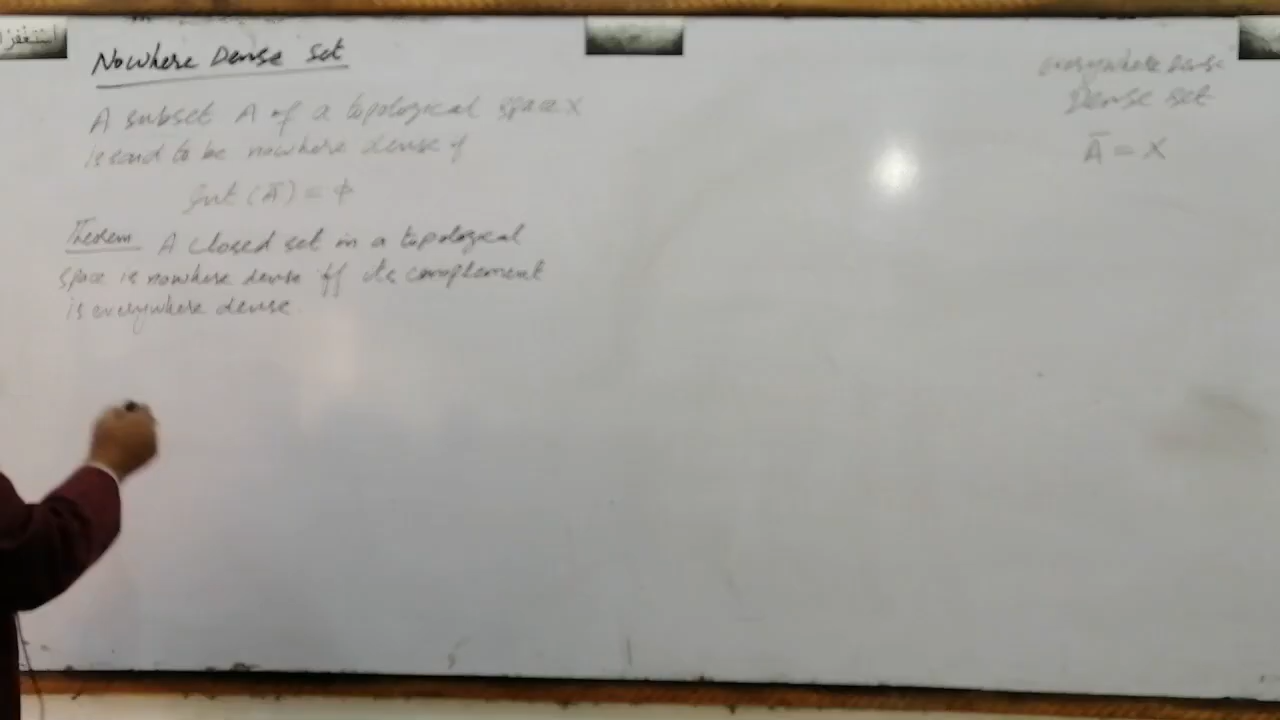 استغفر
Nowhere Dense Set
A subset A of a topological space X
is said to be nowhere dense if
Int (Ā) = φ
Theorem A closed set in a topological
space is nowhere dense iff its complement
is everywhere dense.
everywhere dense
Dense set
Ā = X